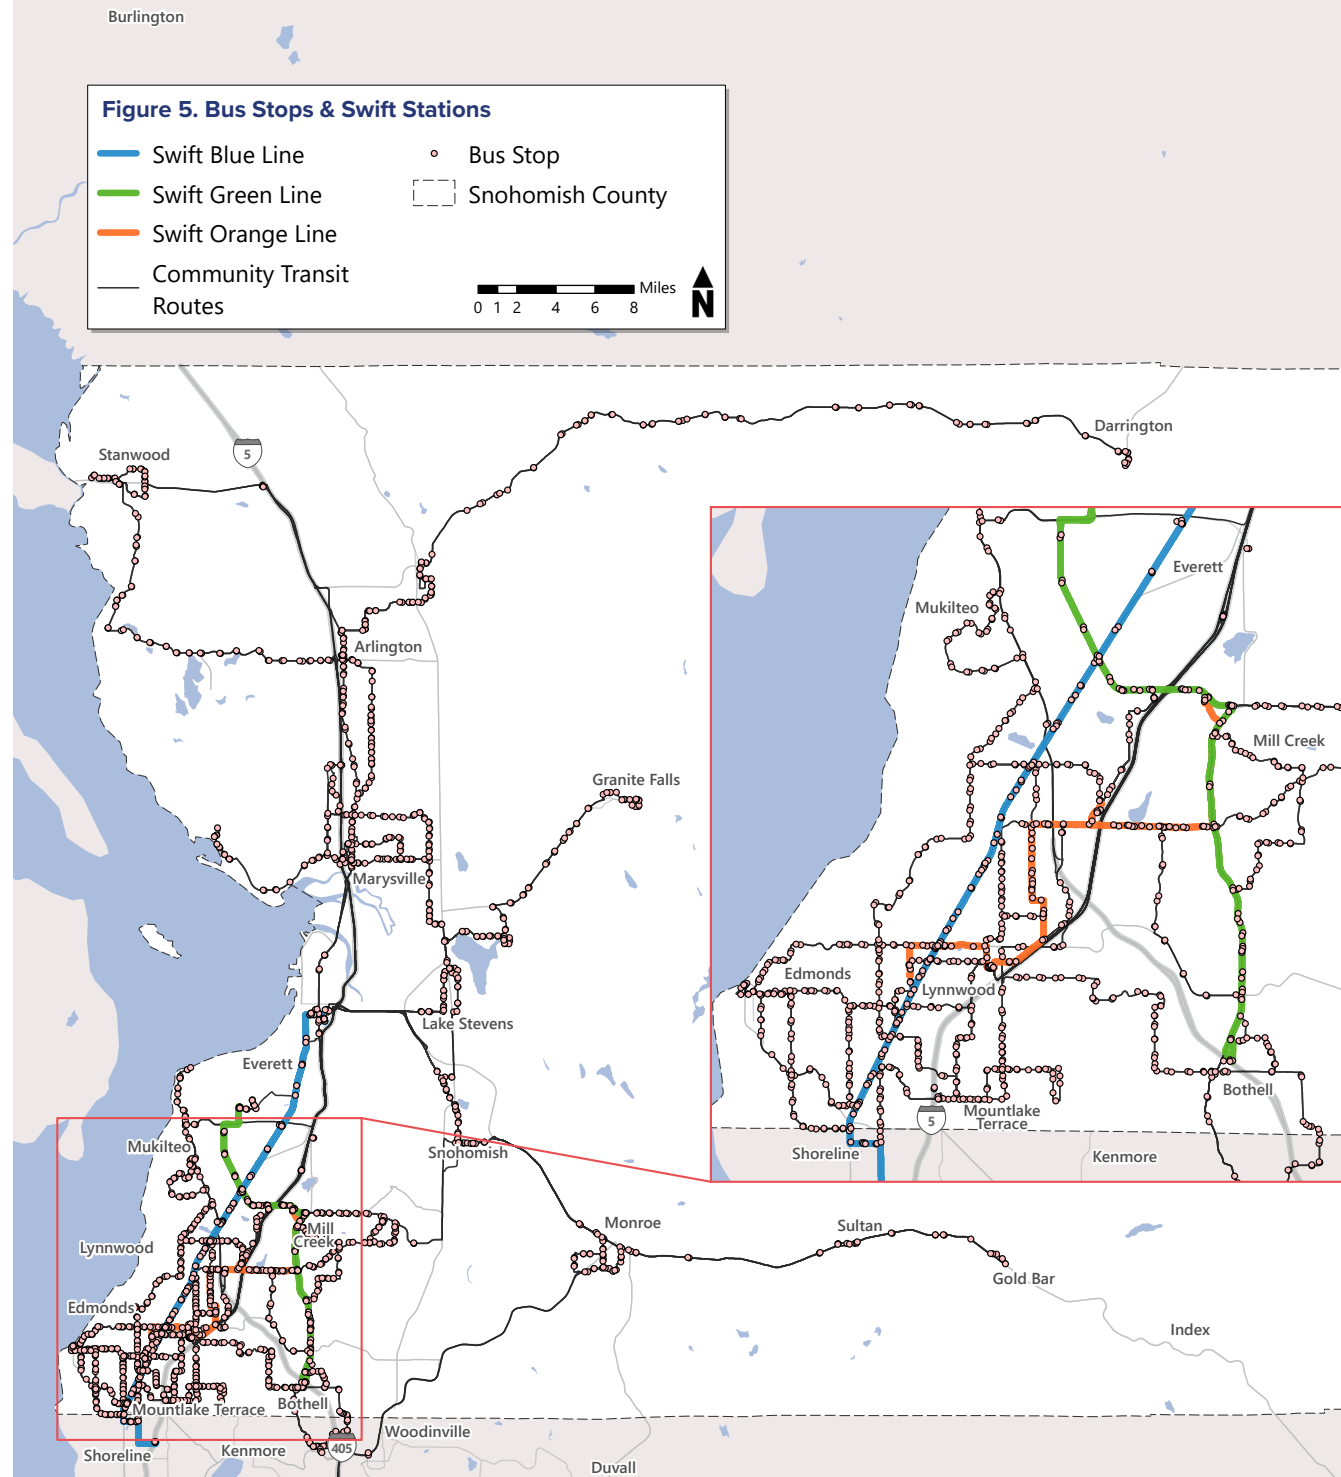 Burlington
Figure 5. Bus Stops & Swift Stations
Swift Blue Line
Swift Green Line
Swift Orange Line
Community Transit
Routes
Bus Stop
Snohomish County
0 1 2 4 6 8 Miles
N
Darrington
Stanwood
5
Arlington
Granite Falls
Marysville
Lake Stevens
Everett
Mukilteo
Snohomish
Lynnwood
Mill
Creek
Monroe
Sultan
Gold Bar
Index
Edmonds
Mountlake Terrace
Bothell
Shoreline
Kenmore
405
Woodinville
Duvall
Everett
Mukilteo
Mill Creek
Edmonds
Lynnwood
Bothell
Mountlake
Terrace
5
Shoreline
Kenmore